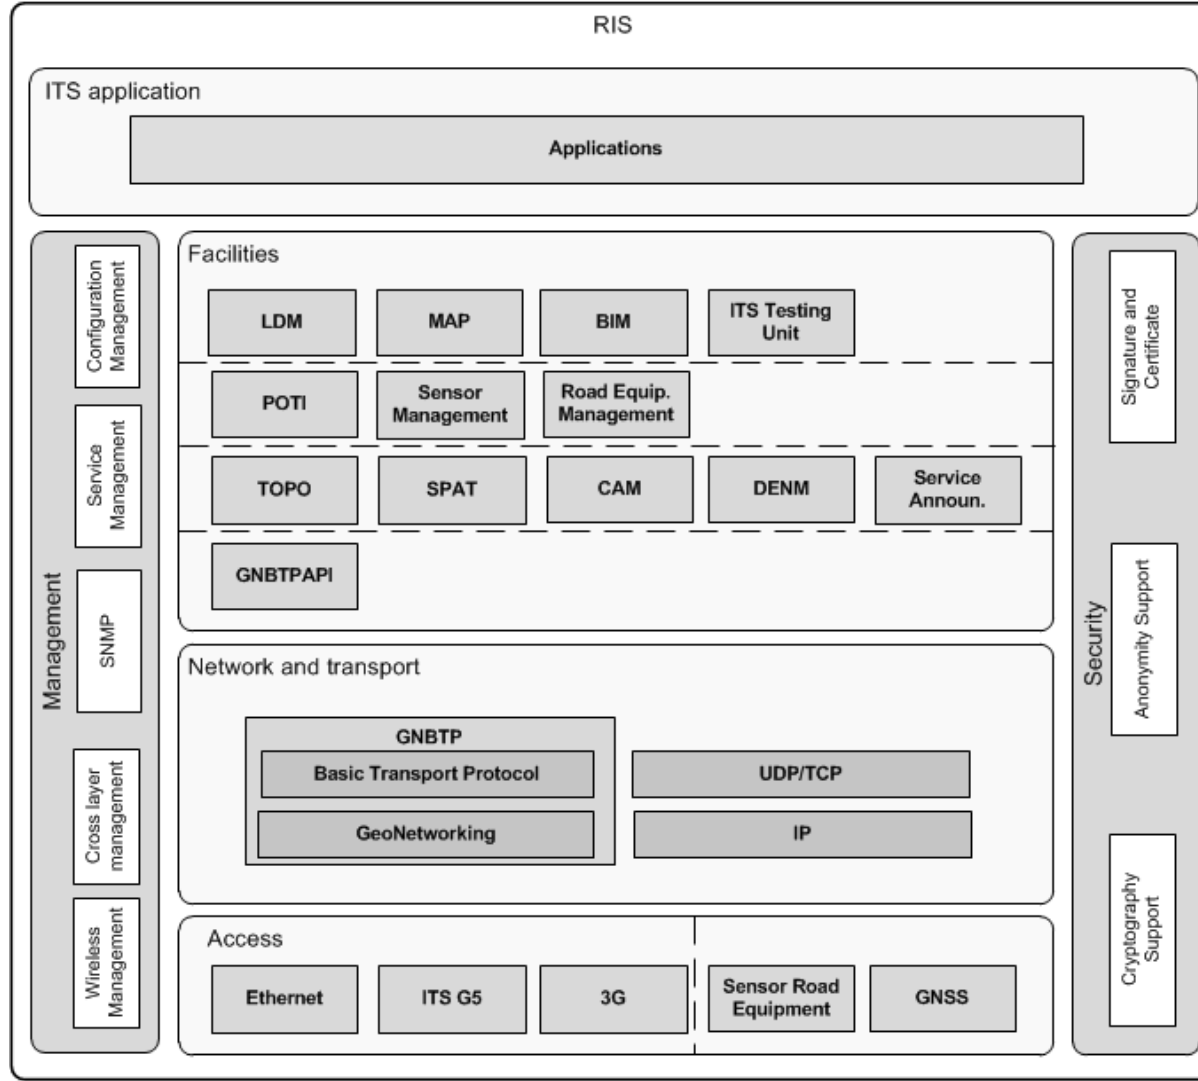 RIS
ITS application
Applications
Management
Configuration
Management
Service
Management
SNMP
Cross layer
management
Wireless
Management
Facilities
LDM
MAP
BIM
ITS Testing
Unit
POTI
Sensor
Management
Road Equip.
Management
TOPO
SPAT
CAM
DENM
Service
Announ.
GNBTPAPI
Network and transport
GNBTP
Basic Transport Protocol
GeoNetworking
UDP/TCP
IP
Access
Ethernet
ITS G5
3G
Sensor Road
Equipment
GNSS
Security
Signature and
Certificate
Anonymity Support
Cryptography
Support